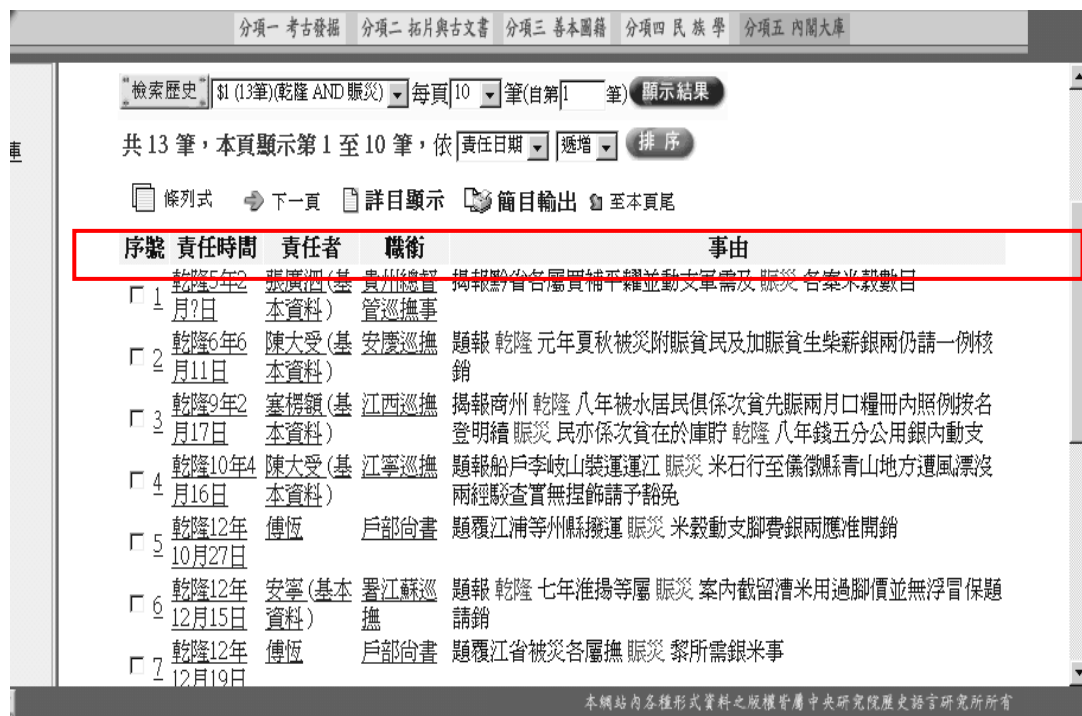 分項一 考古發掘 分項二 拓片與古文書 分項三 善本圖籍 分項四 民 族 學 分項五 內閣大庫
檢索歷史 $1 (13筆)(乾隆 AND 賑災) 每頁 10 筆(自第 1 筆) 顯示結果
共 13 筆，本頁顯示第 1 至 10 筆，依 責任日期 遞增 排 序
庫
條列式 下一頁 詳目顯示 簡目輸出 至本頁尾
序號 責任時間 責任者 職銜 事由
1 乾隆5年2 張廣泗(基 貴州總督 揭報黔省各屬買補平糶並動支軍需及 賑災 各案米穀數目
月?日 本資料) 管巡撫事
2 乾隆6年6 陳大受(基 安慶巡撫 題報 乾隆 元年夏秋被災附賑貧民及加賑貧生柴薪銀兩仍請一例核
月11日 本資料) 銷
3 乾隆9年2 塞楞額(基 江西巡撫 揭報商州 乾隆 八年被水居民俱係次貧先賑兩月口糧冊內照例按名
月17日 本資料) 登明續 賑災 民亦係次貧在於庫貯 乾隆 八年錢五分公用銀內動支
4 乾隆10年4 陳大受(基 江寧巡撫 題報船戶李岐山裝運運江 賑災 米石行至儀徵縣青山地方遭風漂沒
月16日 本資料) 兩經駁查實無捏飾請予豁免
5 乾隆12年 傅恆 戶部尚書 題覆江浦等州縣撥運 賑災 米穀動支腳費銀兩應准開銷
10月27日
6 乾隆12年 安寧(基本 署江蘇巡 題報 乾隆 七年淮揚等屬 賑災 案內截留漕米用過腳價並無浮冒保題
12月15日 資料) 撫 請銷
7 乾隆12年 傅恆 戶部尚書 題覆江省被災各屬撫 賑災 黎所需銀米事
12月19日
本網站內各種形式資料之版權皆屬中央研究院歷史語言研究所所有